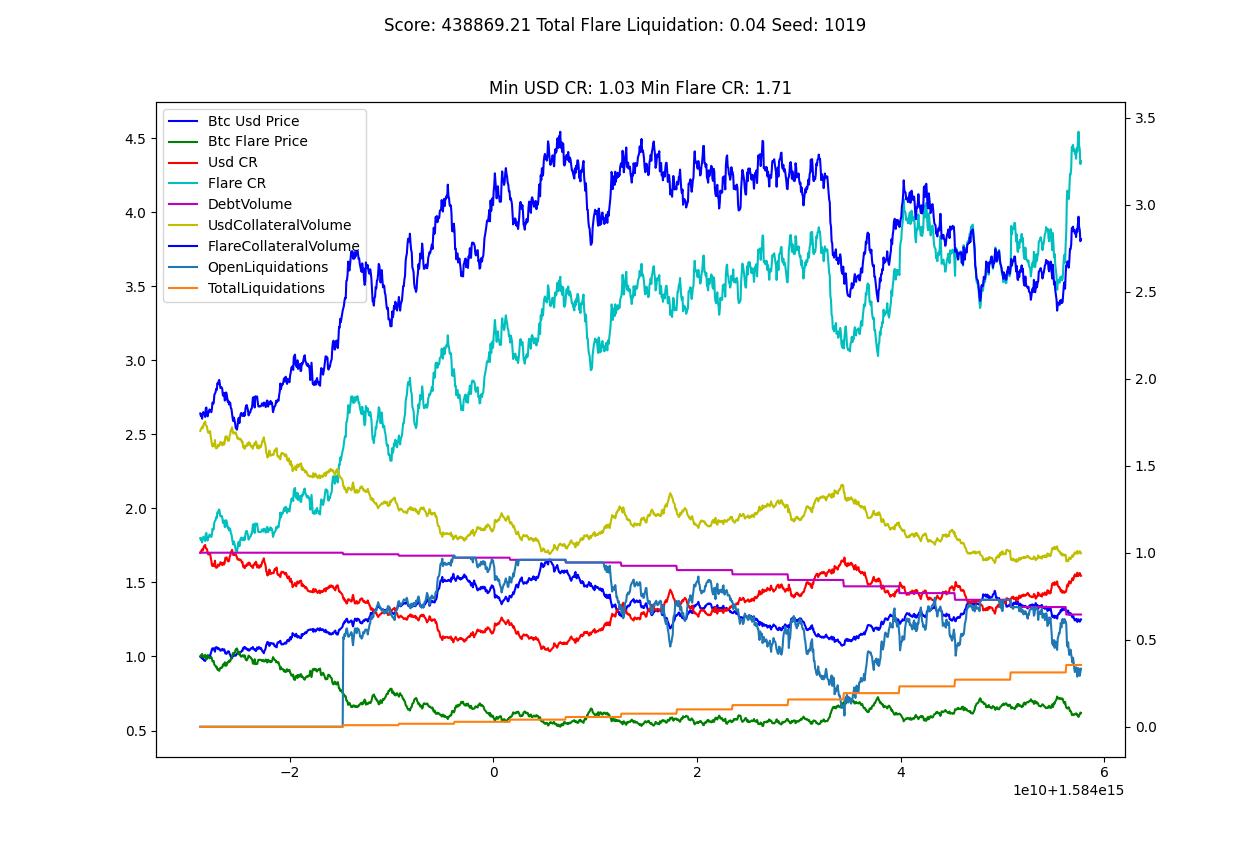 Score: 438869.21 Total Flare Liquidation: 0.04 Seed: 1019
Min USD CR: 1.03 Min Flare CR: 1.71
Btc Usd Price
Btc Flare Price
Usd CR
Flare CR
DebtVolume
UsdCollateralVolume
FlareCollateralVolume
OpenLiquidations
TotalLiquidations
4.5
4.0
3.5
3.0
2.5
2.0
1.5
1.0
0.5
3.5
3.0
2.5
2.0
1.5
1.0
0.5
0.0
−2
0
2
4
6
1e10+1.584e15